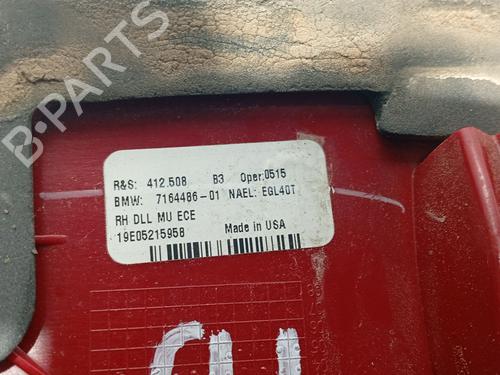 B-PARTS
R&S: 412.508 B3 Oper:0515
BMW: 7164486-01 NAEL: EGL40T
RH DLL MU ECE
19E05215958 Made in USA